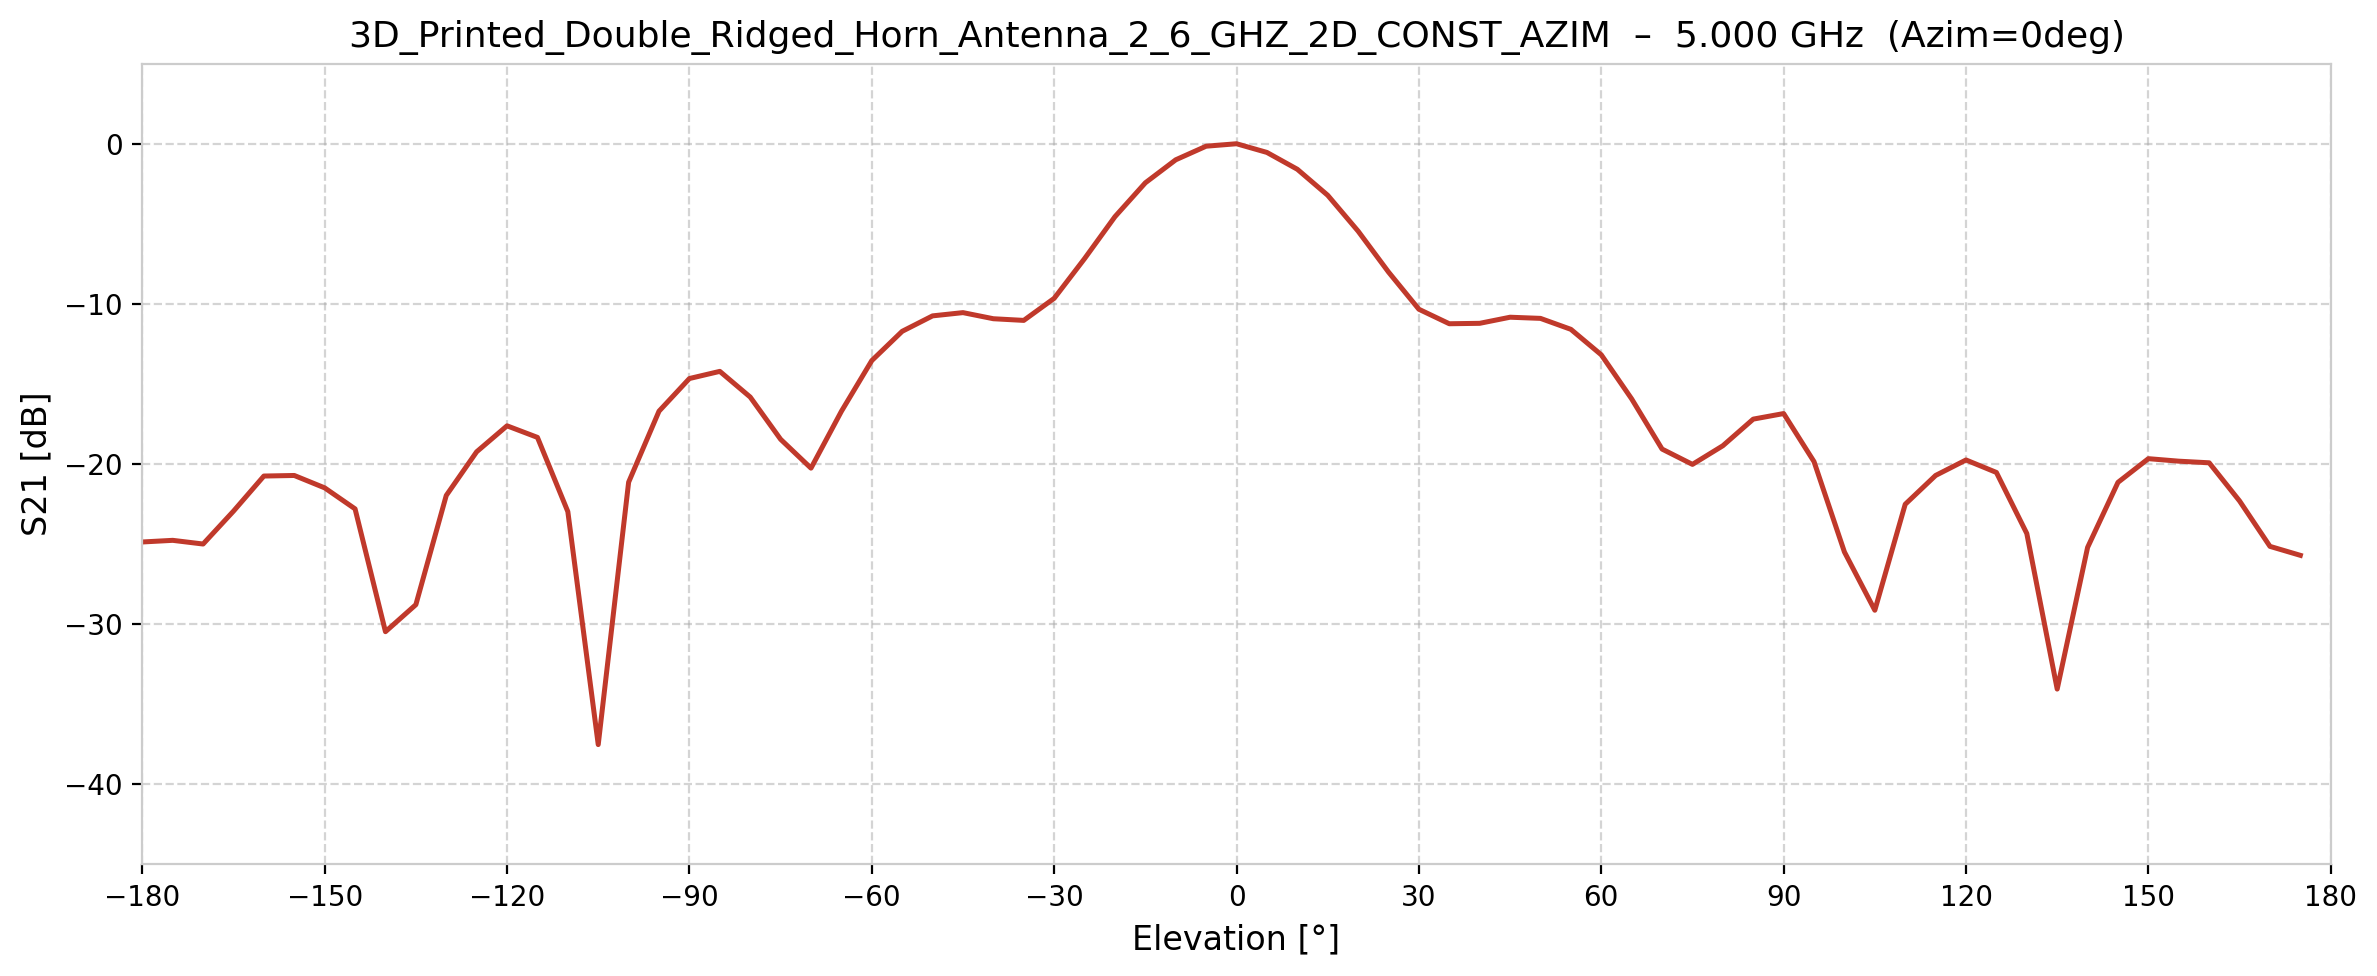 3D_Printed_Double_Ridged_Horn_Antenna_2_6_GHZ_2D_CONST_AZIM – 5.000 GHz (Azim=0deg)
S21 [dB]
0
−10
−20
−30
−40
−180 −150 −120 −90 −60 −30 0 30 60 90 120 150 180
Elevation [°]